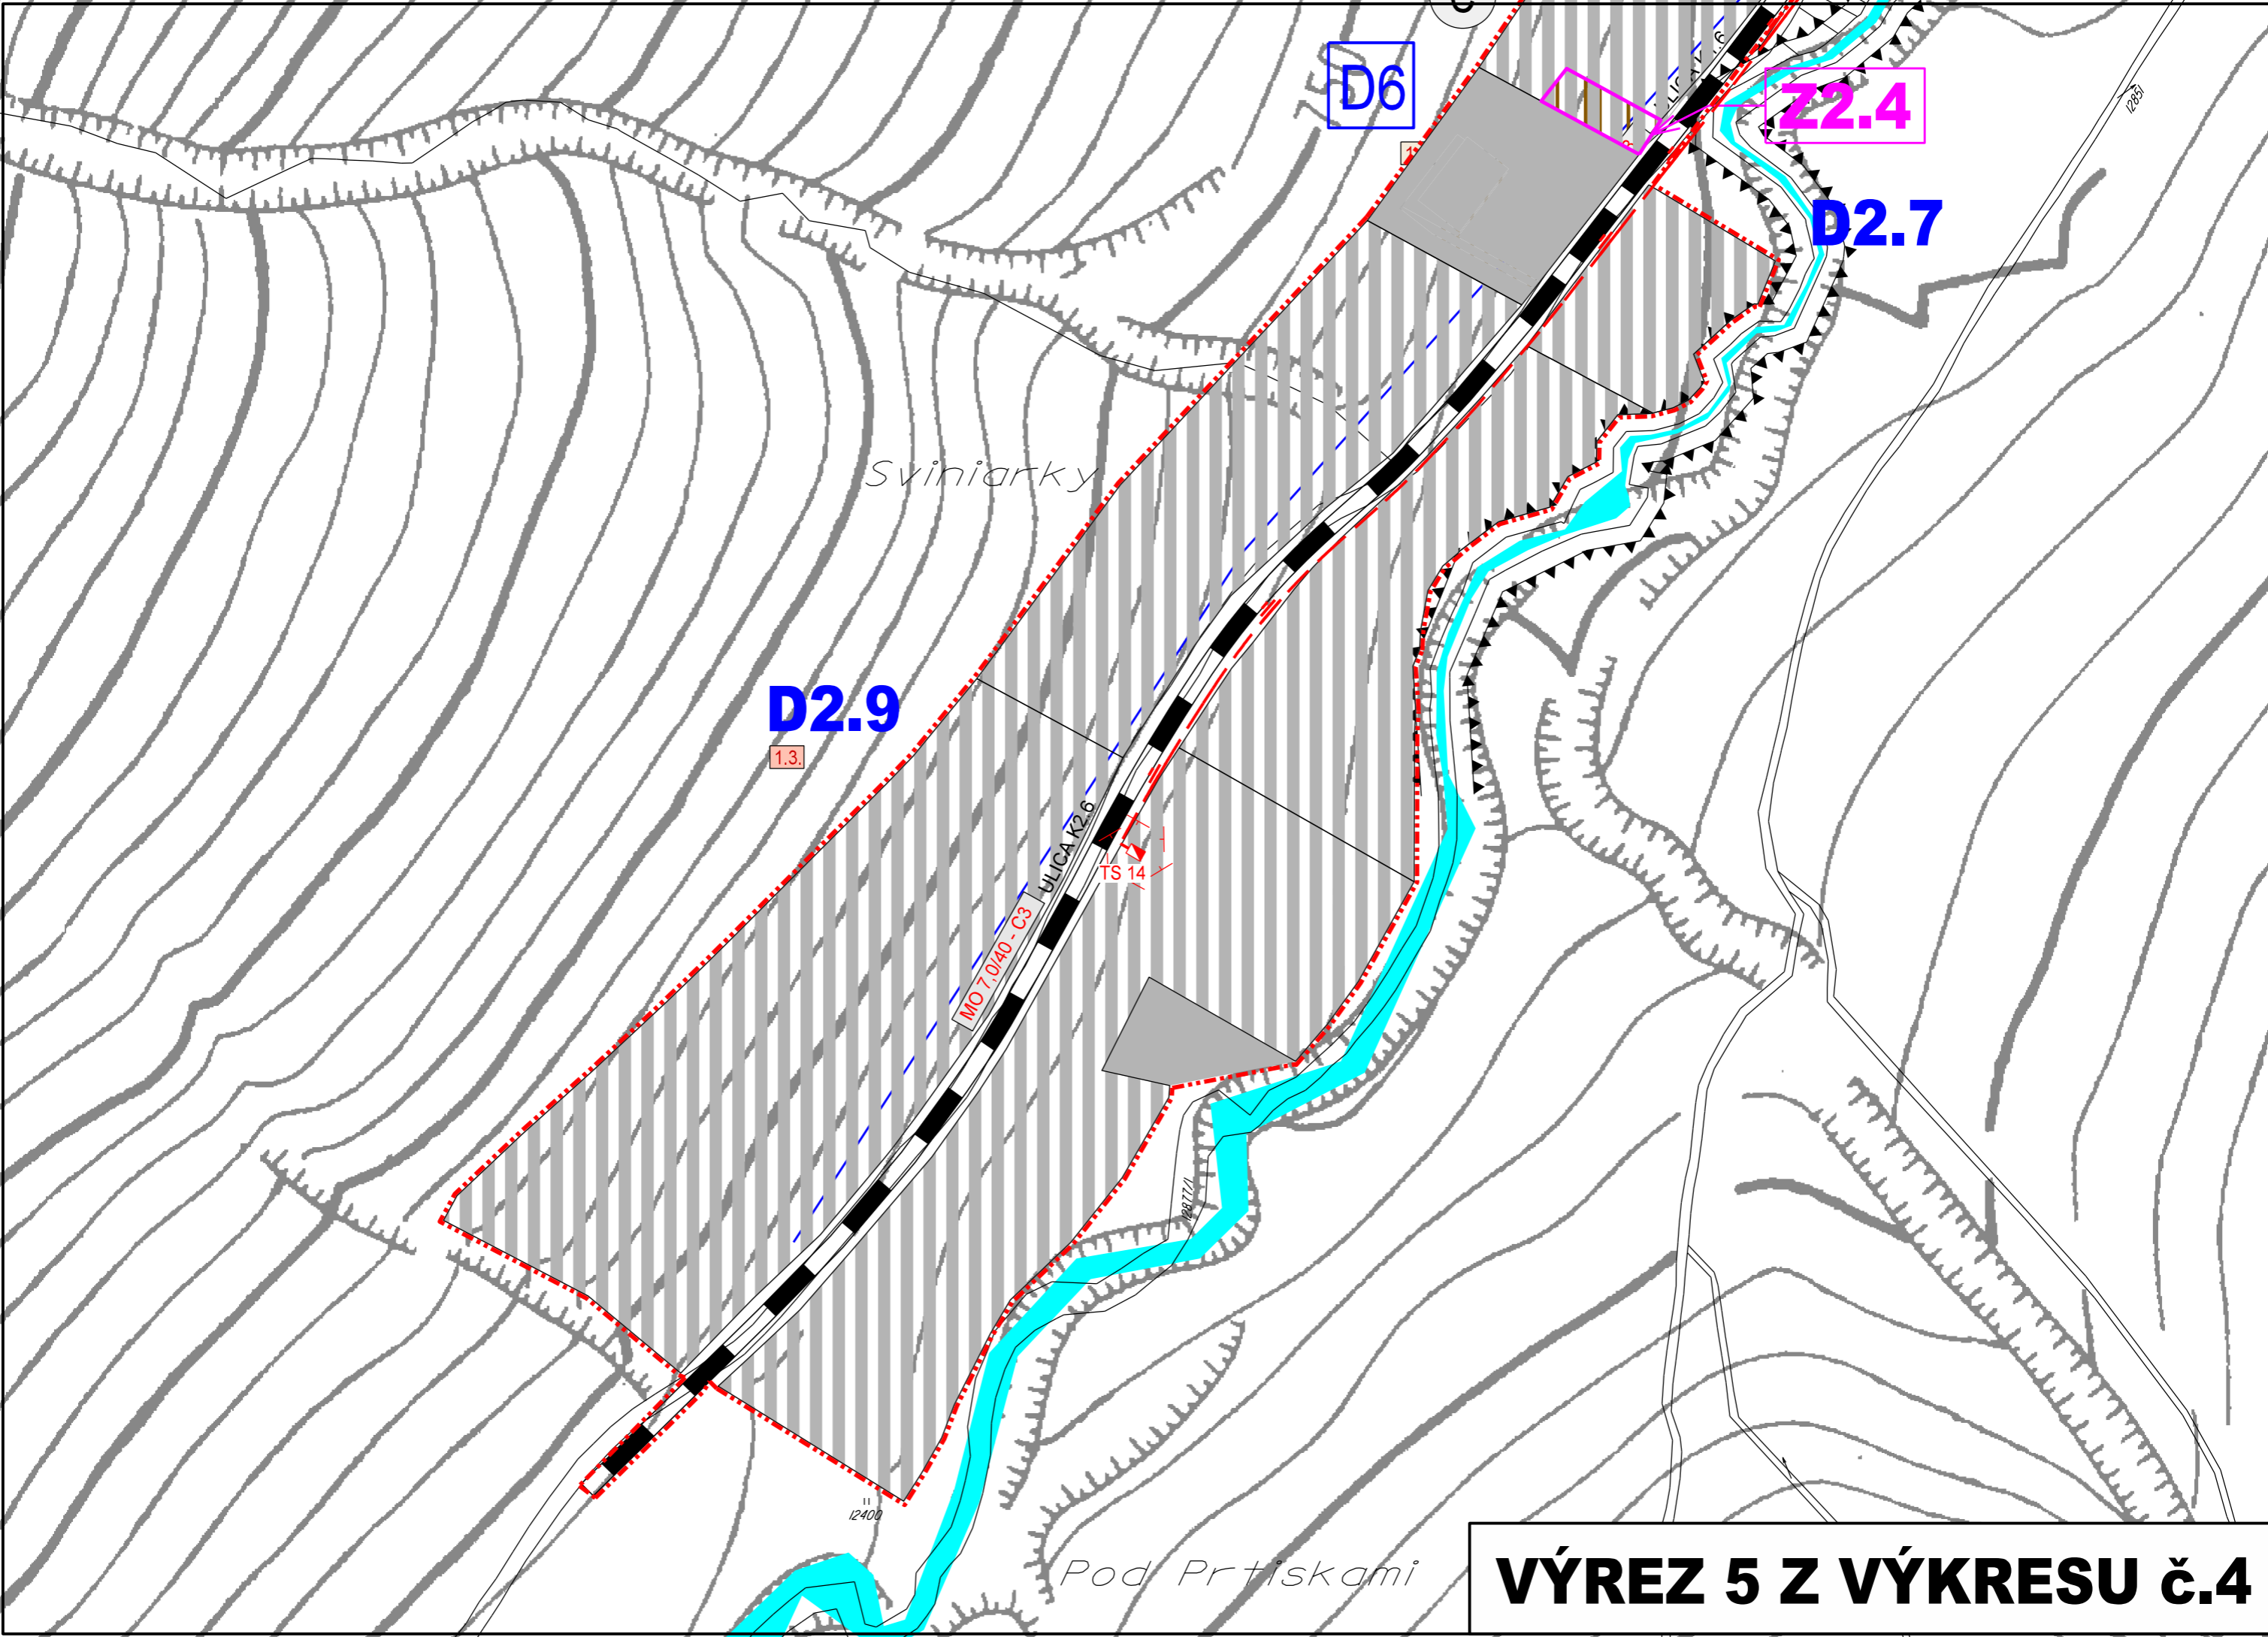 D6
750
Z2.4
12851
D2.7
Sviniarky
D2.9
1.3.
ULICA K2.6
TS 14
MO 7,0/40 - C3
12877/1
12400
Pod Prtiskami
VÝREZ 5 Z VÝKRESU č.4